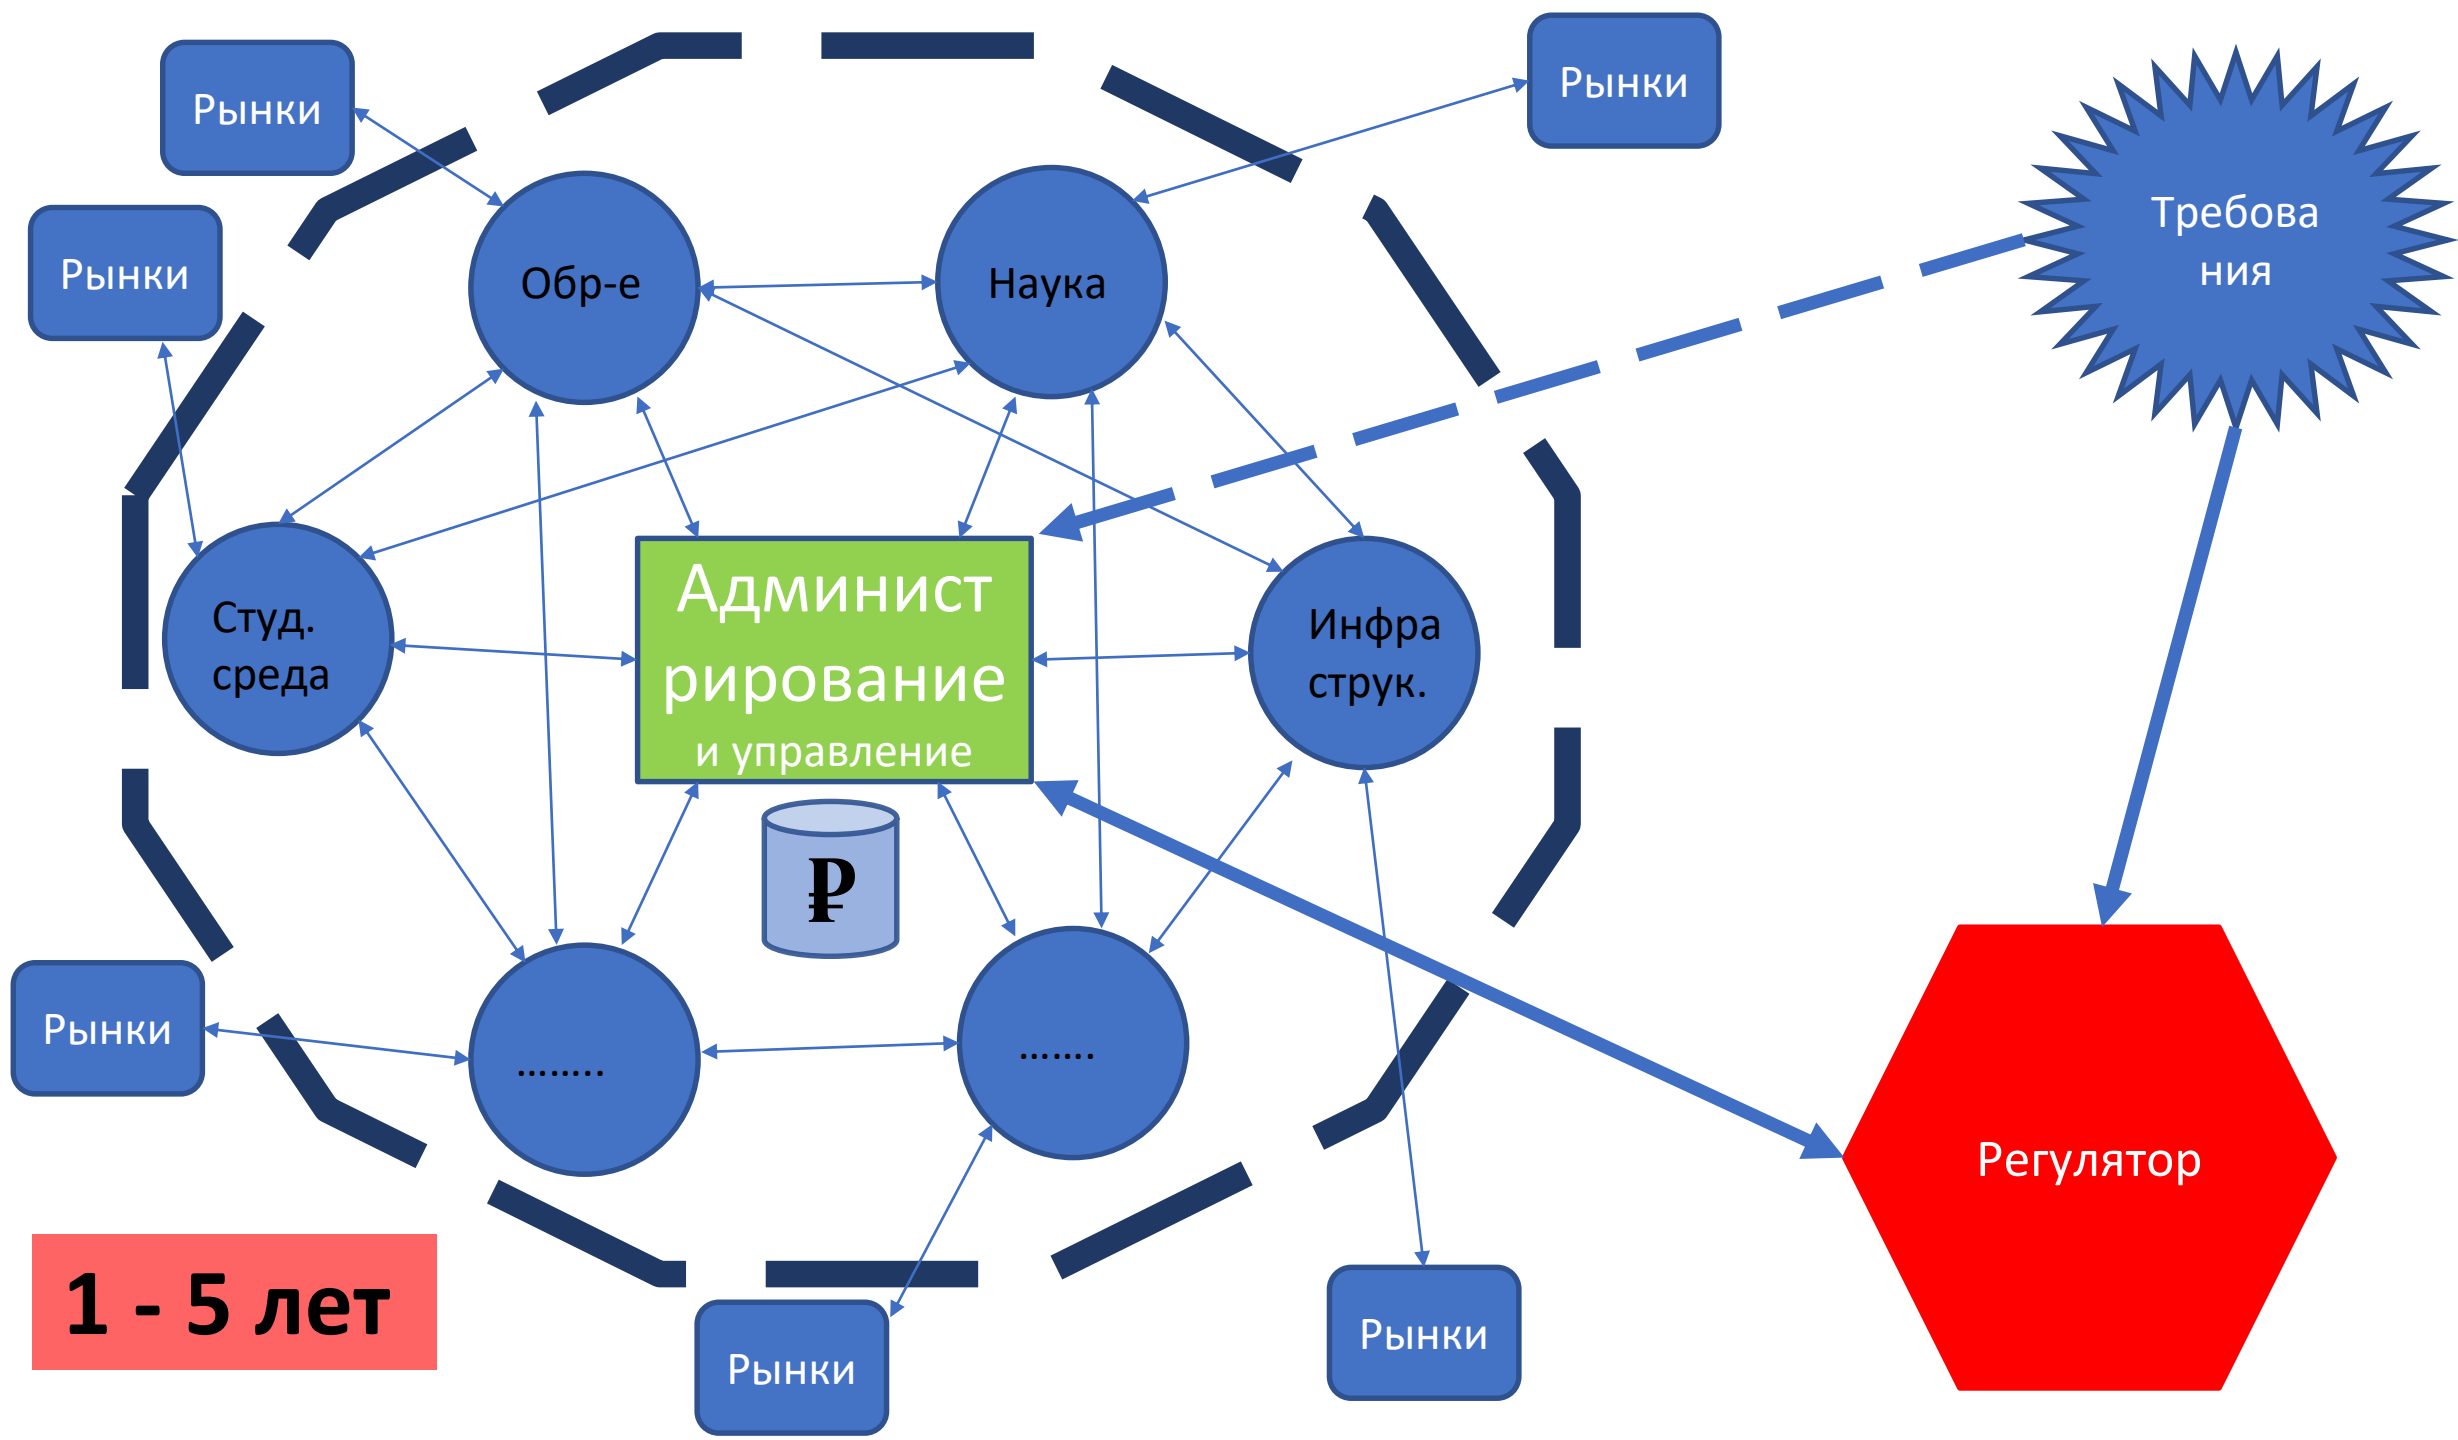 Рынки
Рынки
Рынки
Требова
ния
Обр-е
Наука
Студ.
среда
Админист
рирование
и управление
Инфра
струк.
₽
........
.......
Рынки
Регулятор
1 - 5 лет
Рынки
Рынки